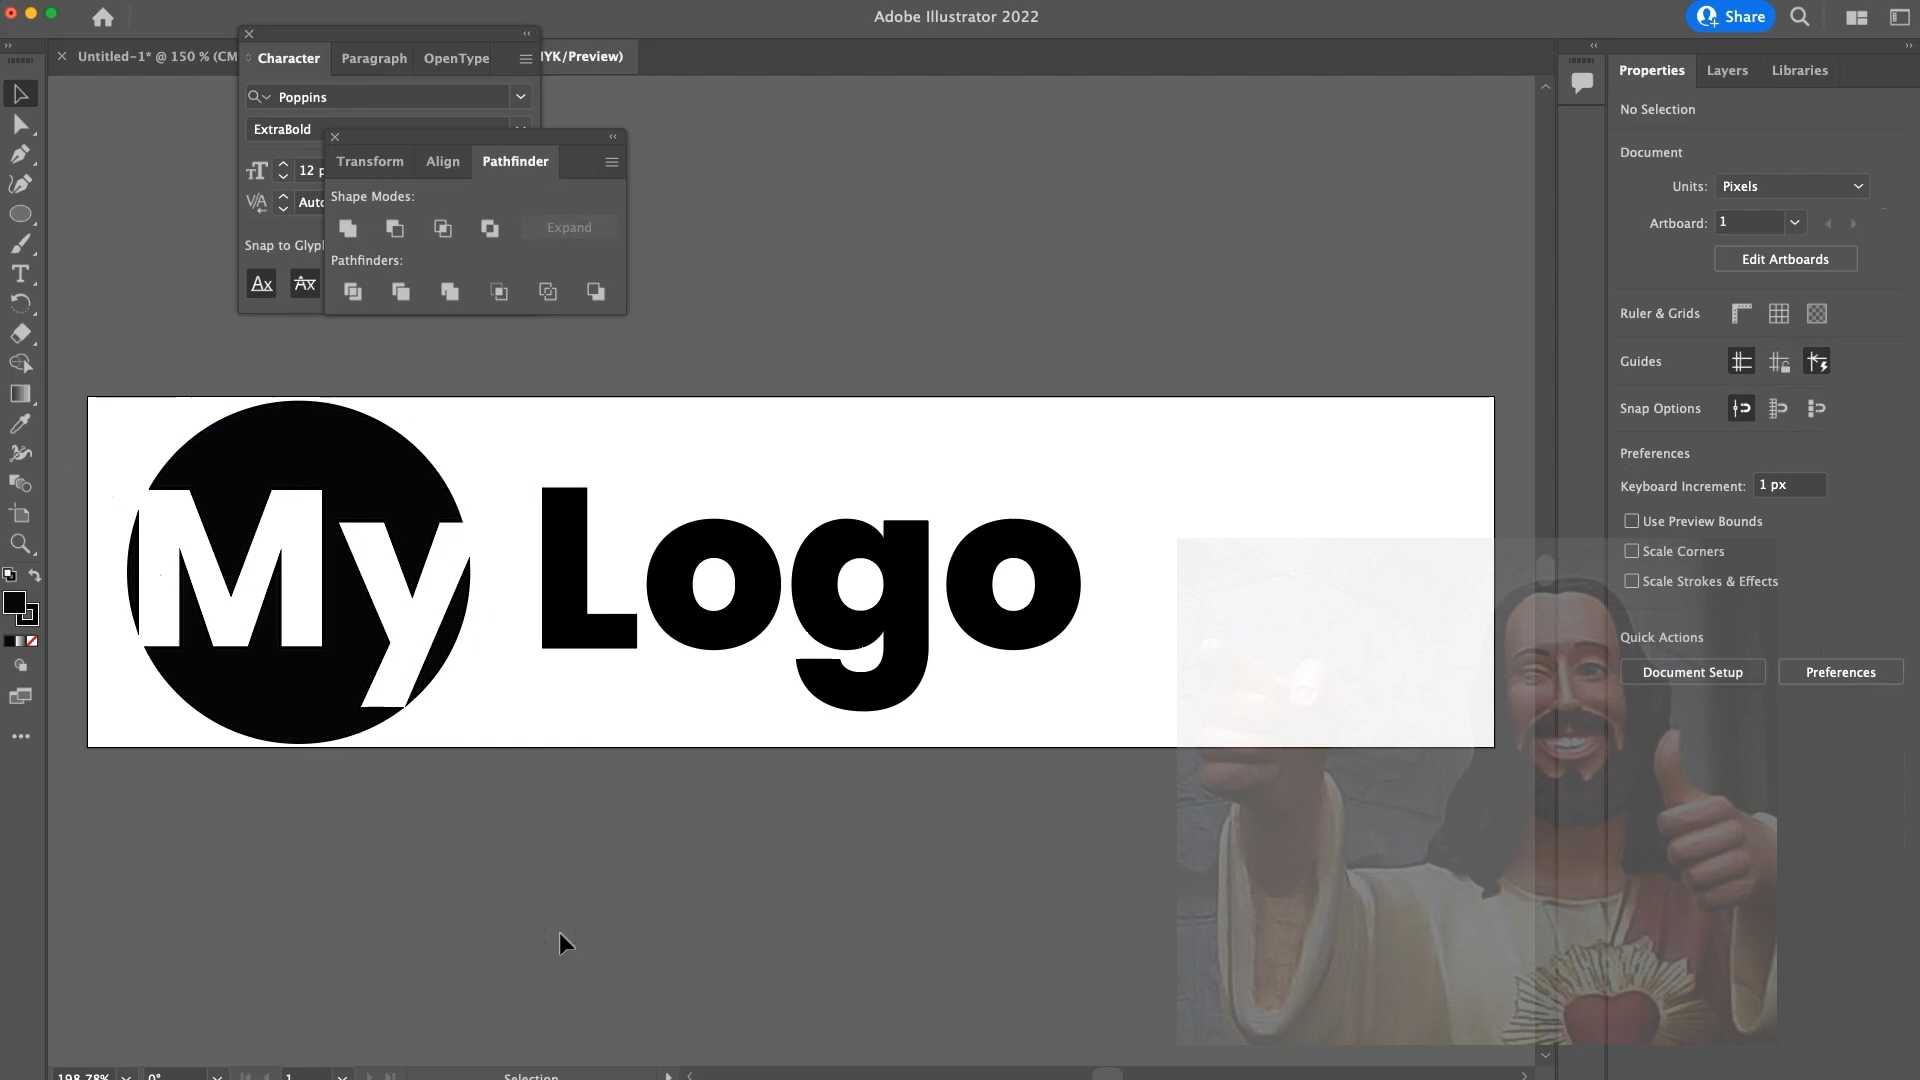 Adobe Illustrator 2022
Share
Untitled-1* @ 150 % (CM
YK/Preview)
Character
Paragraph
OpenType
Poppins
ExtraBold
12 p
Auto
Snap to Glyph
Ax
Transform
Align
Pathfinder
Shape Modes:
Expand
Pathfinders:
My Logo
Properties
Layers
Libraries
No Selection
Document
Units:
Pixels
Artboard:
1
Edit Artboards
Ruler & Grids
Guides
Snap Options
Preferences
Keyboard Increment:
1 px
Use Preview Bounds
Scale Corners
Scale Strokes & Effects
Quick Actions
Document Setup
Preferences
198.78%
0°
1
Selection